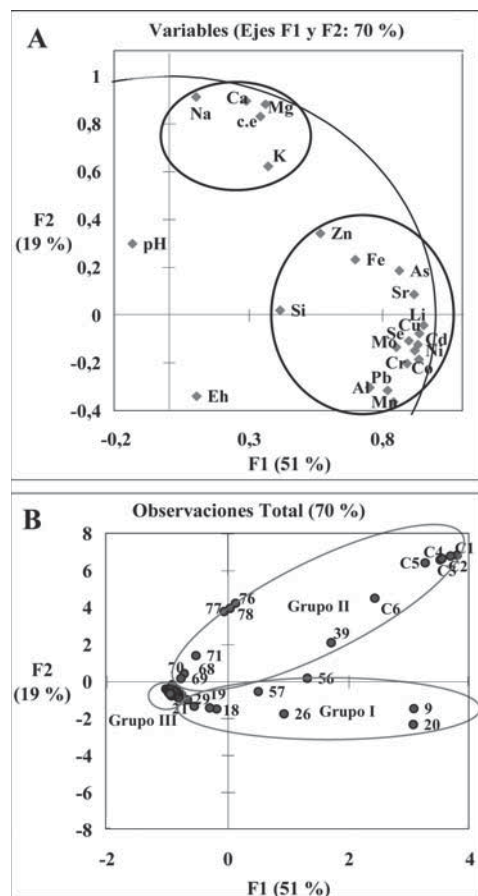 A
Variables (Ejes F1 y F2: 70 %)
1
Ca
Na
Mg
c.e
0,8
K
0,6
F2
(19 %)
0,4
Zn
pH
Fe
0,2
As
Sr
Si
0
Li
Cu
Se
Cd
Mo
Ni
Cr
Co
-0,2
Pb
Al
Eh
Mn
-0,4
-0,2
0,3
0,8
F1 (51 %)
B
Observaciones Total (70 %)
8
C4
C1
C5
C2
C3
6
76
Grupo II
C6
4
77
78
39
2
71
70
68
56
F2
(19 %)
69
0
19
57
29
9
Grupo III
21
18
26
Grupo I
20
-2
-4
-6
-8
0
2
4
F1 (51 %)